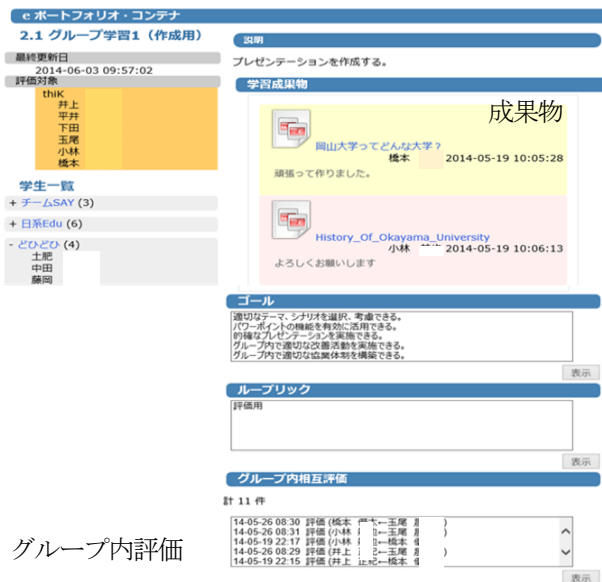 e ポートフォリオ・コンテナ
2.1 グループ学習1（作成用）
最終更新日
2014-06-03 09:57:02
評価対象
thiK
井上
平井
下田
玉尾
小林
橋本
学生一覧
+ チームSAY (3)
+ 日系Edu (6)
- どひどひ (4)
土肥
中田
藤岡
説明
プレゼンテーションを作成する。
学習成果物
成果物
岡山大学ってどんな大学？
橋本 2014-05-19 10:05:28
頑張って作りました。
History_Of_Okayama_University
小林 2014-05-19 10:06:13
よろしくお願いします
ゴール
適切なテーマ、シナリオを選択、考慮できる。
パワーポイントの機能を有効に活用できる。
的確なプレゼンテーションを実施できる。
グループ内で適切な改善活動を実施できる。
グループ内で適切な協業体制を構築できる。
表示
ルーブリック
評価用
表示
グループ内相互評価
計 11 件
14-05-26 08:30 評価 (橋本 ←玉尾 )
14-05-26 08:31 評価 (小林 ←玉尾 )
14-05-19 22:17 評価 (小林 ←橋本
14-05-26 08:29 評価 (井上 ←玉尾 )
14-05-19 22:15 評価 (井上 ←橋本
表示
グループ内評価